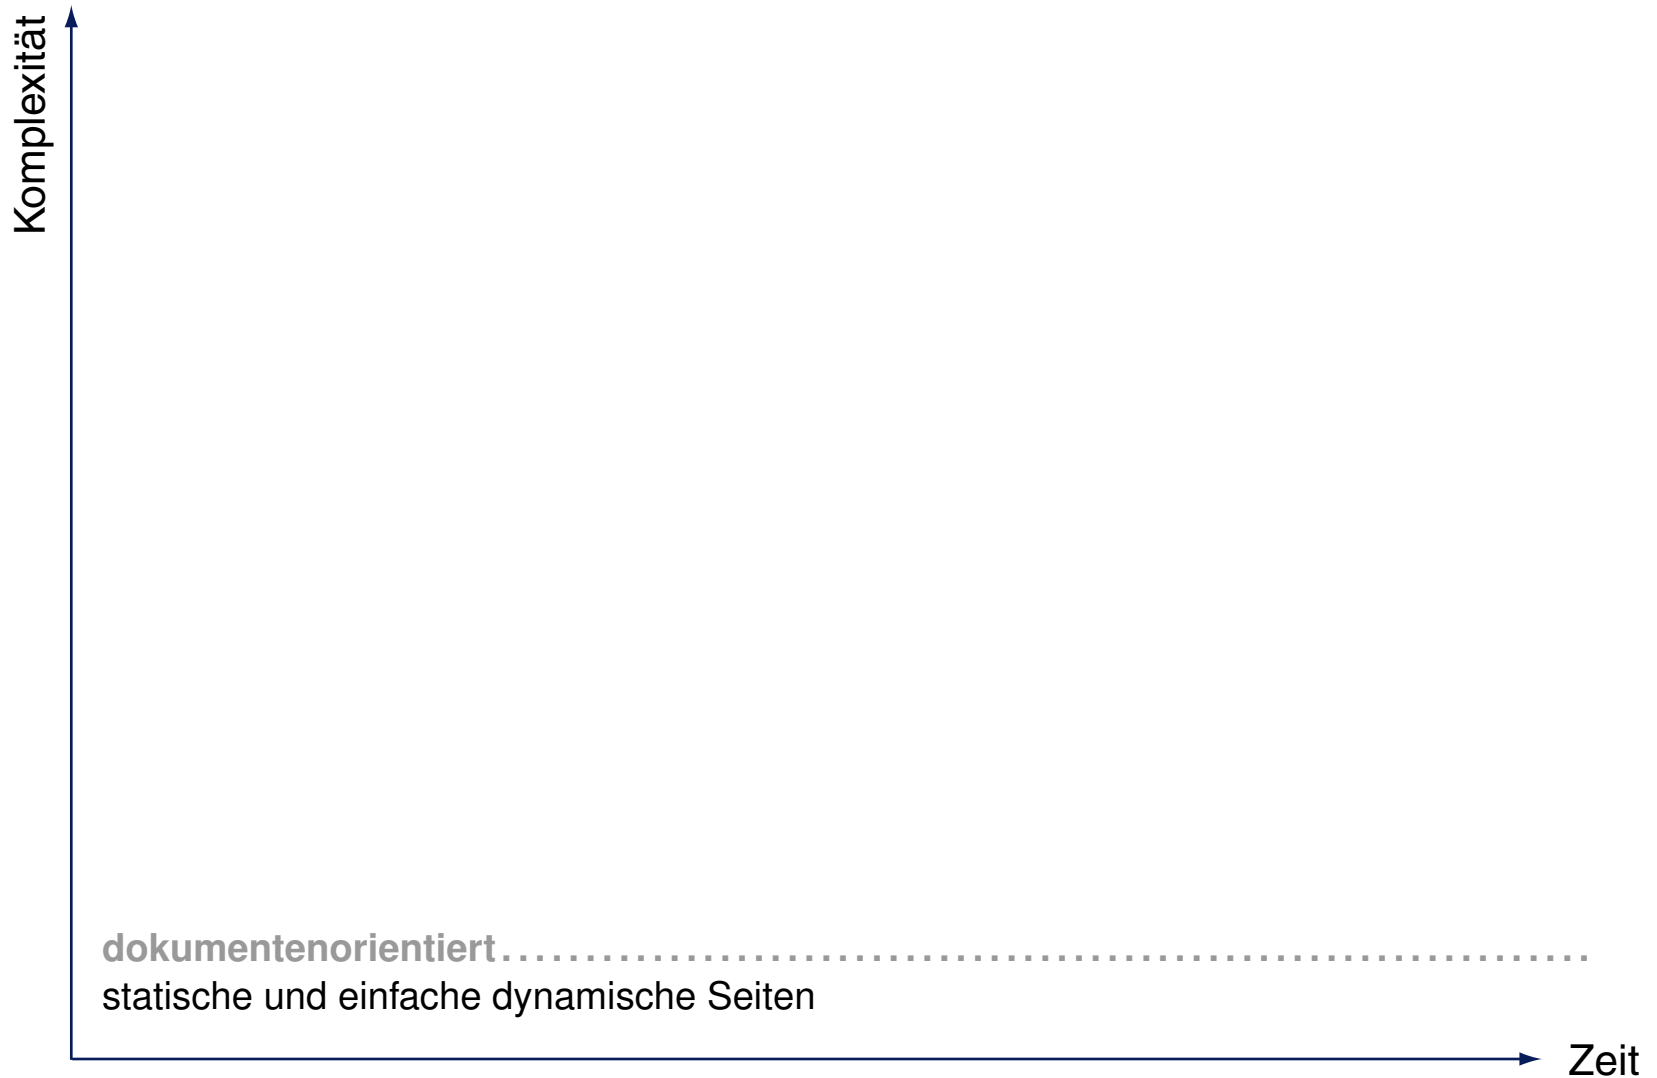 Komplexität
dokumentenorientiert................................................................
statische und einfache dynamische Seiten
Zeit